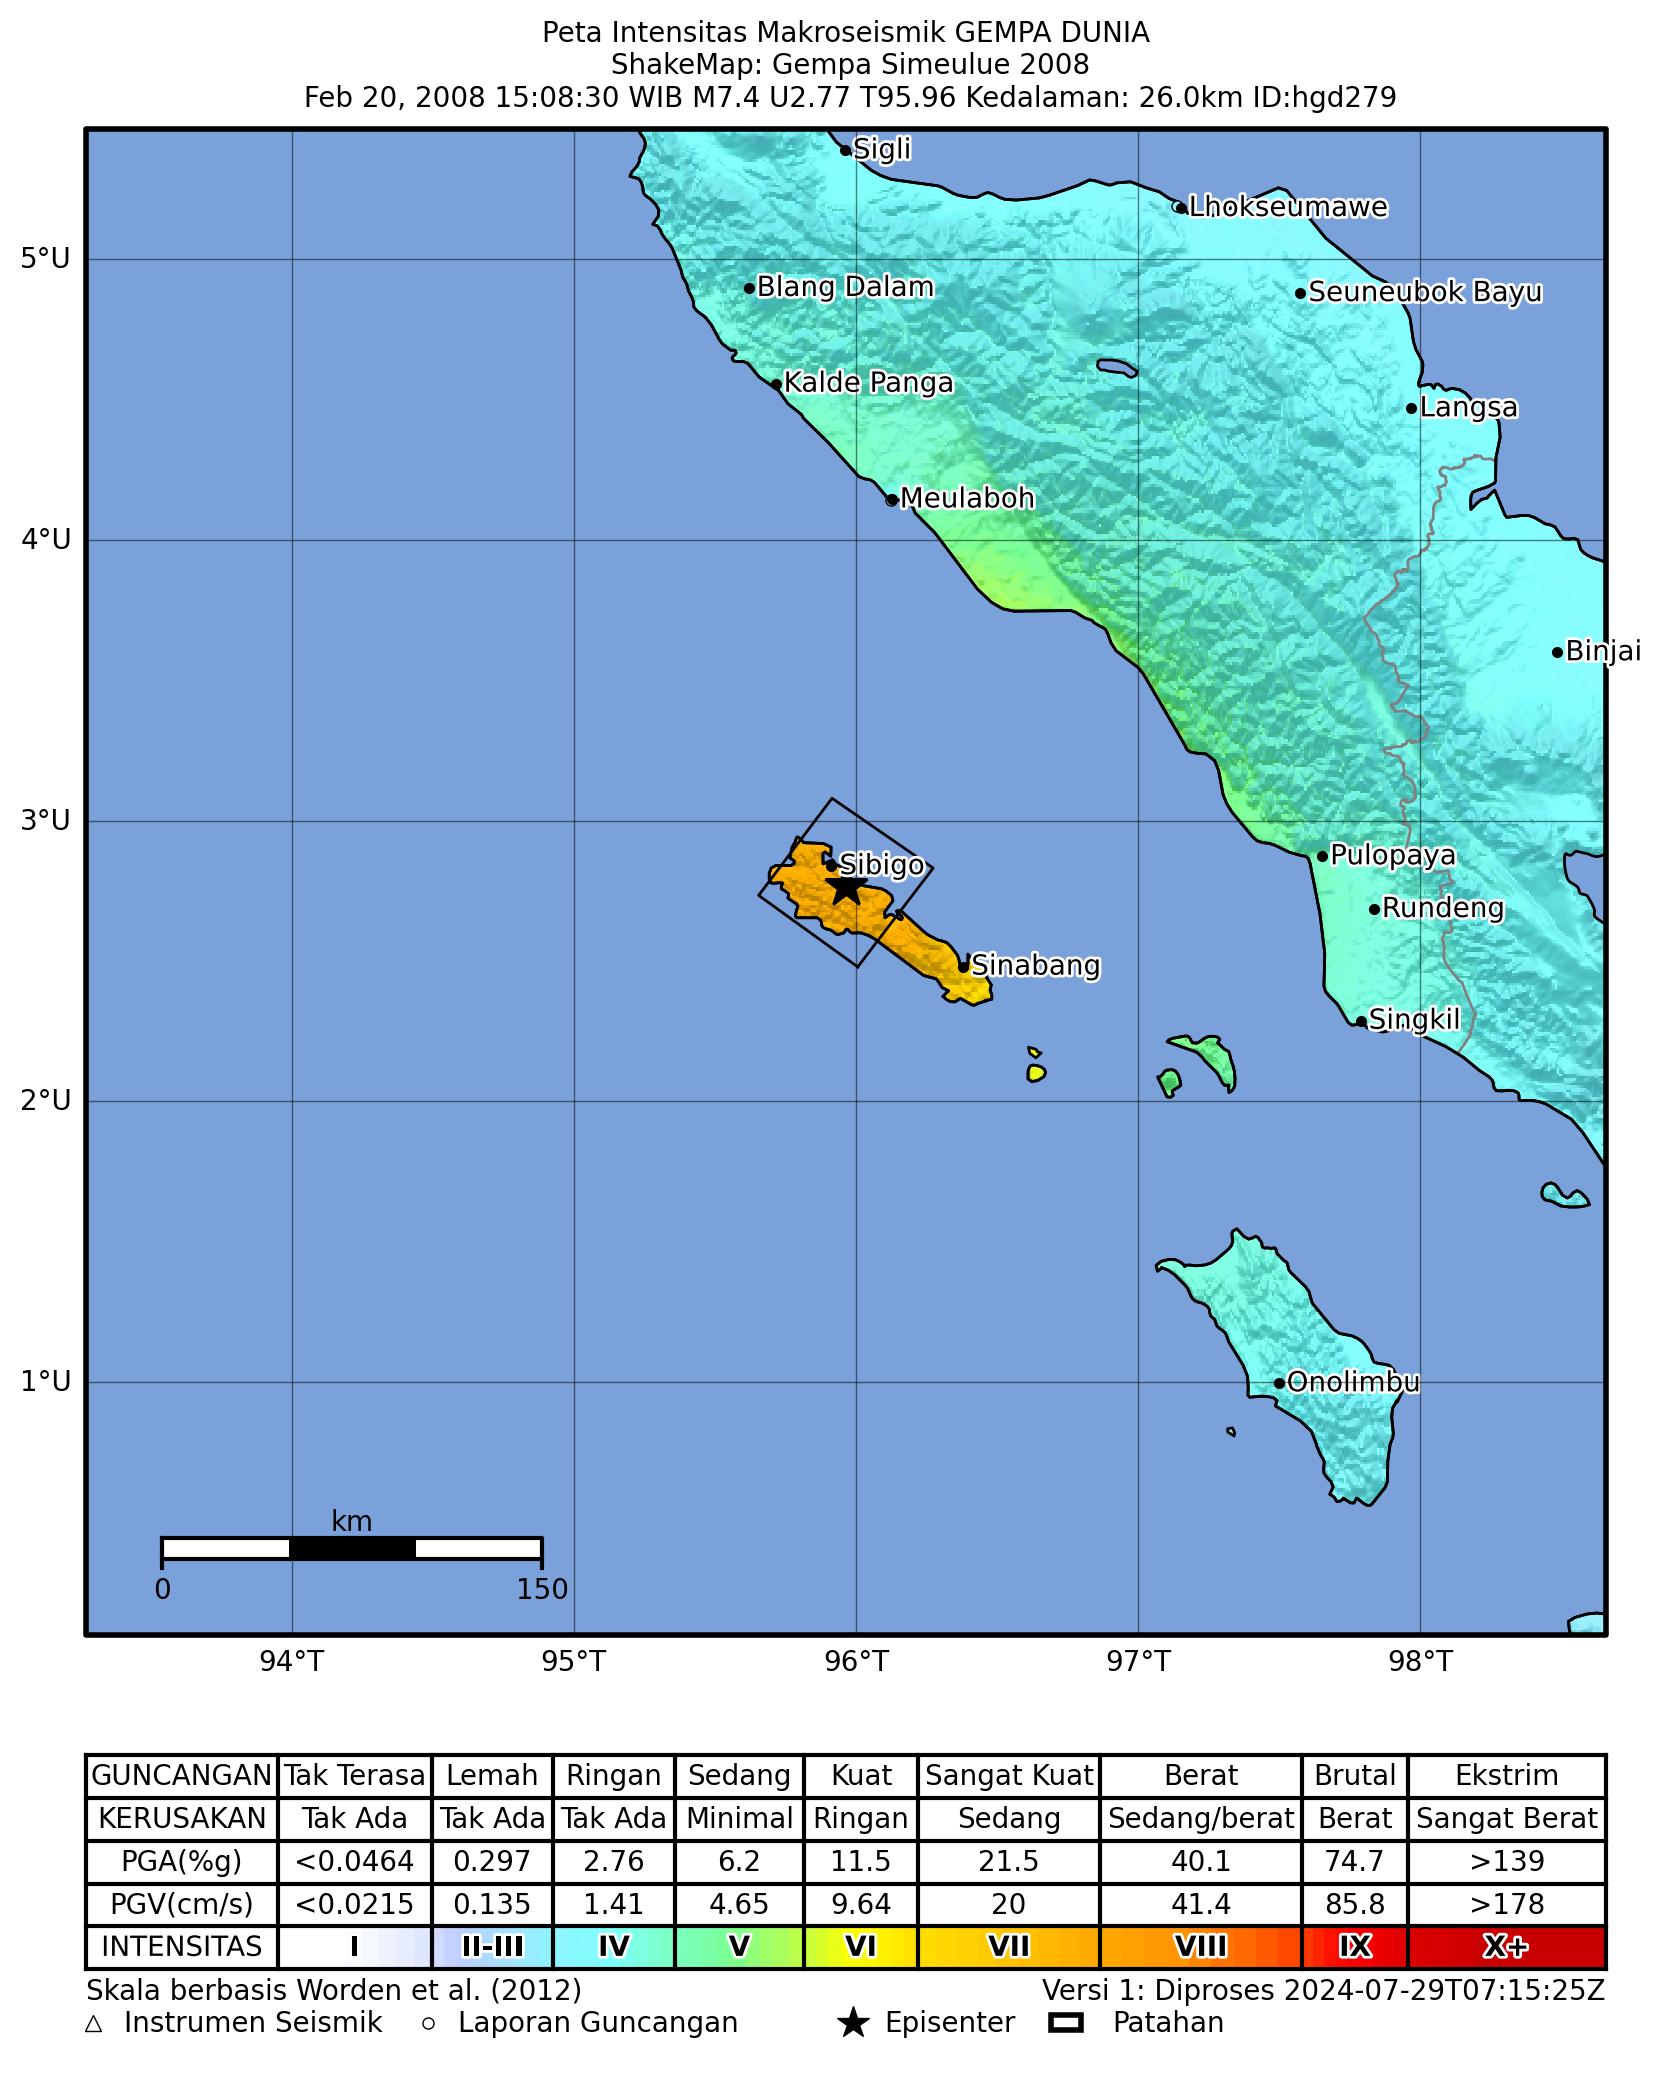 Peta Intensitas Makroseismik GEMPA DUNIA
ShakeMap: Gempa Simeulue 2008
Feb 20, 2008 15:08:30 WIB M7.4 U2.77 T95.96 Kedalaman: 26.0km ID:hgd279
Sigli
Lhokseumawe
5°U
Blang Dalam
Seuneubok Bayu
Kalde Panga
Langsa
Meulaboh
4°U
Binjai
3°U
Pulopaya
Sibigo
Rundeng
Sinabang
Singkil
2°U
1°U
Onolimbu
km
0 150
94°T 95°T 96°T 97°T 98°T
GUNCANGAN Tak Terasa Lemah Ringan Sedang Kuat Sangat Kuat Berat Brutal Ekstrim
KERUSAKAN Tak Ada Tak Ada Tak Ada Minimal Ringan Sedang Sedang/berat Berat Sangat Berat
PGA(%g) <0.0464 0.297 2.76 6.2 11.5 21.5 40.1 74.7 >139
PGV(cm/s) <0.0215 0.135 1.41 4.65 9.64 20 41.4 85.8 >178
INTENSITAS I II-III IV V VI VII VIII IX X+
Skala berbasis Worden et al. (2012) Versi 1: Diproses 2024-07-29T07:15:25Z
Instrumen Seismik Laporan Guncangan Episenter Patahan